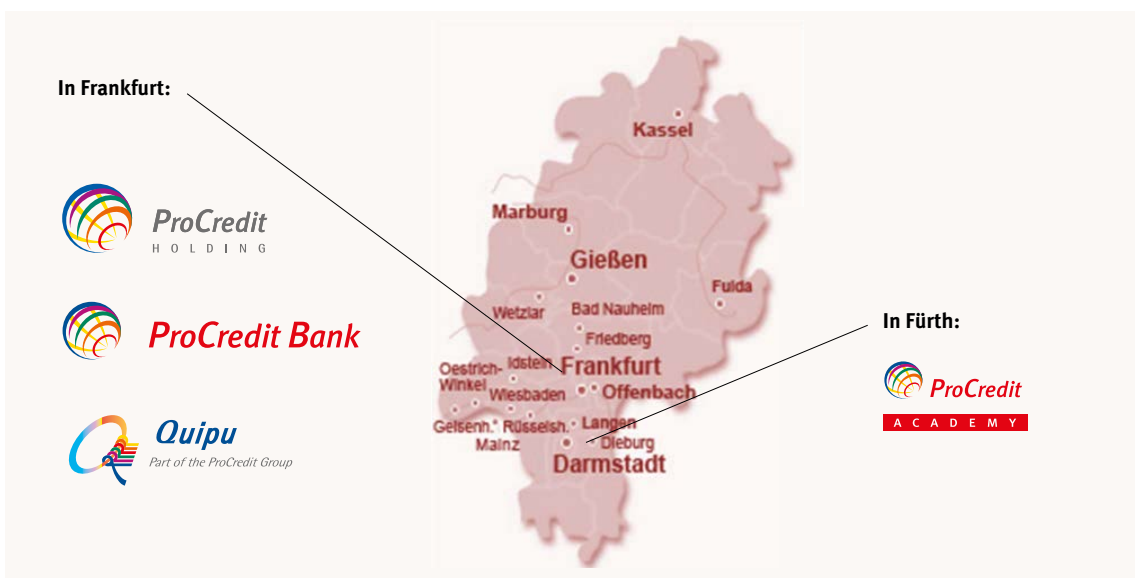 In Frankfurt:
ProCredit
HOLDING
ProCredit Bank
Quipu
Part of the ProCredit Group
Kassel
Marburg
Gießen
Fulda
Wetzlar
Bad Nauheim
Friedberg
Oestrich-
Winkel
Idstein
Frankfurt
Wiesbaden
Offenbach
Geisenh.
Rüsselsh.
Langen
Mainz
Dieburg
Darmstadt
In Fürth:
ProCredit
ACADEMY